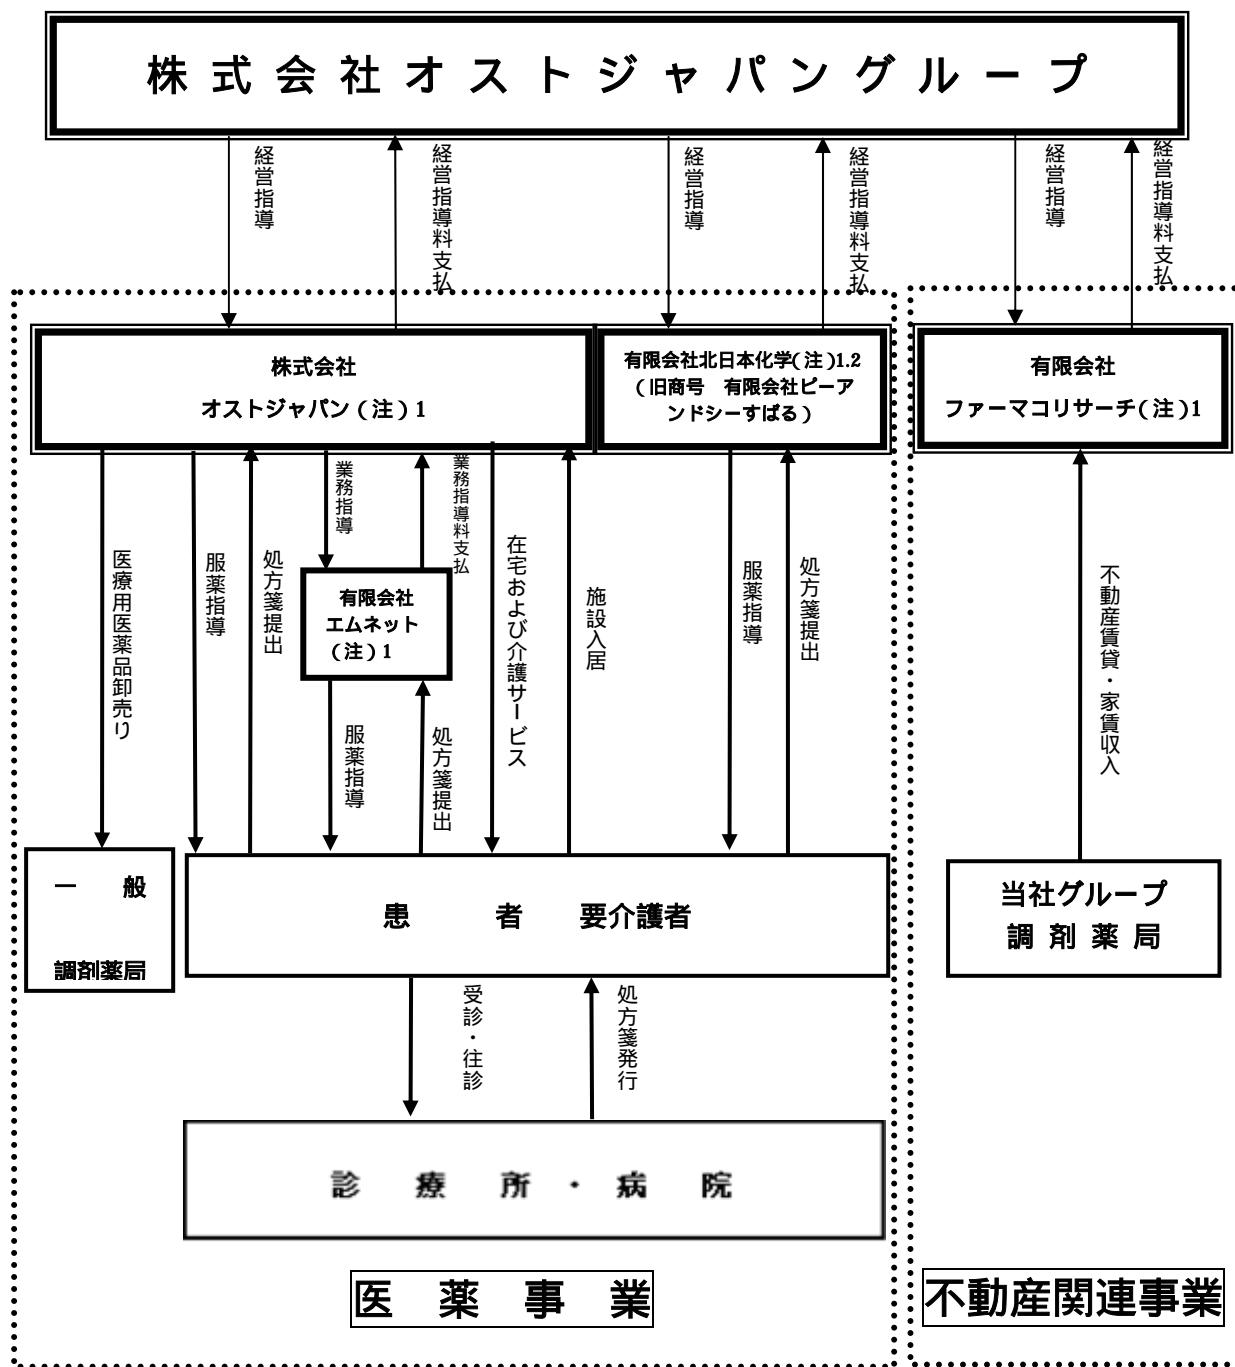 株式会社オストジャパングループ
経営指導
経営指導料支払
経営指導
経営指導料支払
経営指導
経営指導料支払
株式会社
オストジャパン（注）1
有限会社北日本化学（注）1.2
（旧商号　有限会社ピーア
ンドシーすばる）
有限会社
ファーマコリサーチ（注）1
医療用医薬品卸売り
服薬指導
処方箋提出
業務指導
業務指導料支払
有限会社
エムネット
（注）1
服薬指導
処方箋提出
在宅および介護サービス
施設入居
服薬指導
処方箋提出
不動産賃貸・家賃収入
一　般
調剤薬局
患　者　要介護者
当社グループ
調剤薬局
受診・往診
処方箋発行
診療所・病院
医薬事業
不動産関連事業